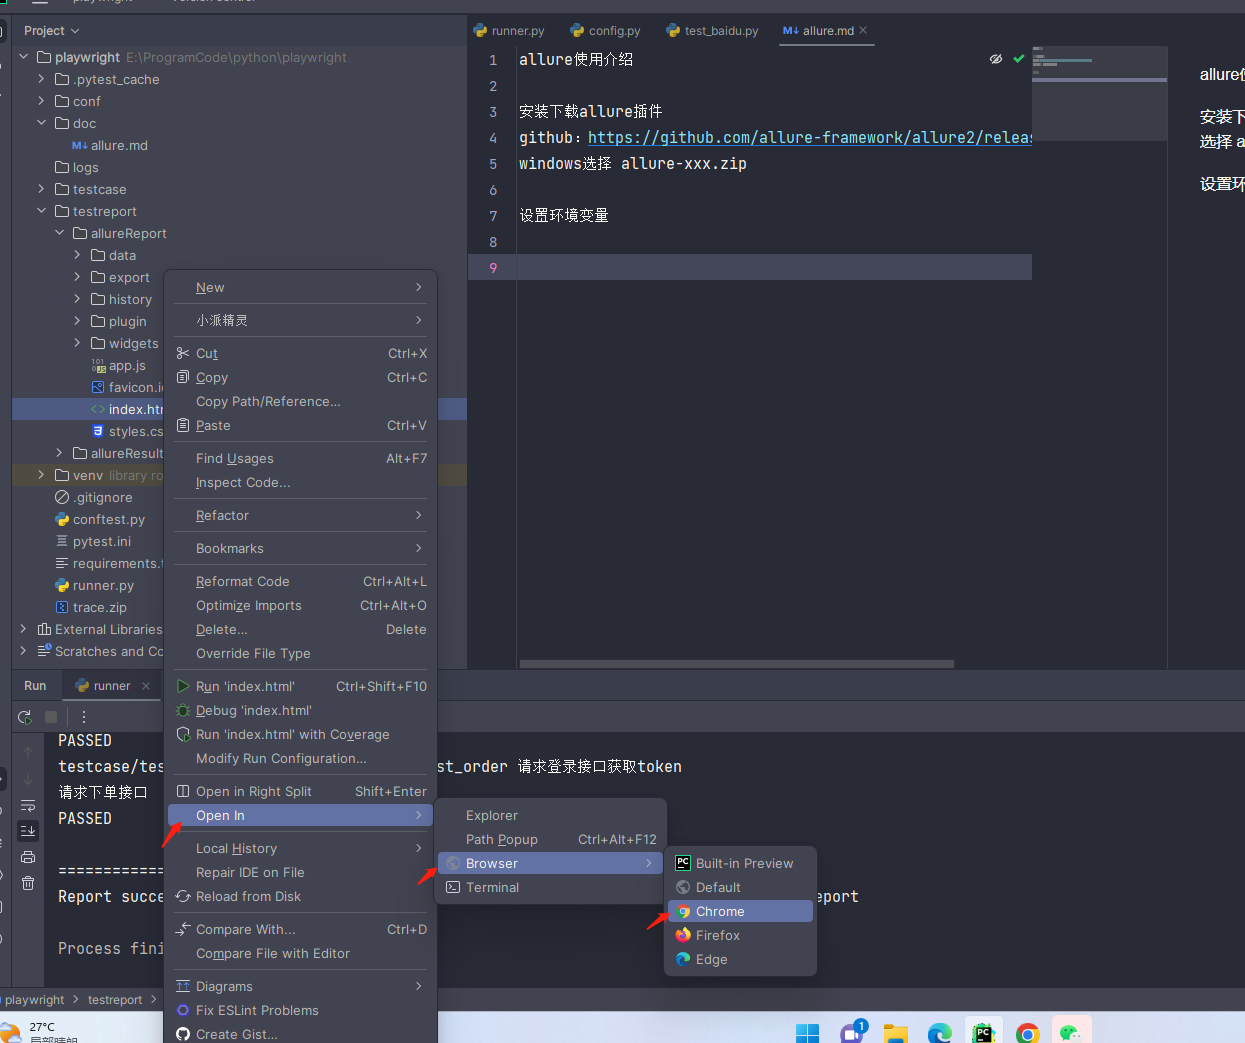 playwright Version control
Project
runner.py config.py test_baidu.py allure.md
playwright E:\ProgramCode\python\playwright
.pytest_cache
conf
doc
allure.md
logs
testcase
testreport
allureReport
data
export
history
plugin
widgets
app.js
favicon.i
index.htr
styles.cs
allureResult
venv library ro
.gitignore
conftest.py
pytest.ini
requirements.t
runner.py
trace.zip
External Libraries
Scratches and Co
1 allure使用介绍
2
3 安装下载allure插件
4 github：https://github.com/allure-framework/allure2/releas
5 windows选择 allure-xxx.zip
6
7 设置环境变量
8
9
allure使
安装下
选择 a
设置环
New
小派精灵
Cut Ctrl+X
Copy Ctrl+C
Copy Path/Reference...
Paste Ctrl+V
Find Usages Alt+F7
Inspect Code...
Refactor
Bookmarks
Reformat Code Ctrl+Alt+L
Optimize Imports Ctrl+Alt+O
Delete... Delete
Override File Type
Run 'index.html' Ctrl+Shift+F10
Debug 'index.html'
Run 'index.html' with Coverage
Modify Run Configuration...
Open in Right Split Shift+Enter
Open In
Local History
Repair IDE on File
Reload from Disk
Compare With... Ctrl+D
Compare File with Editor
Diagrams
Fix ESLint Problems
Create Gist...
Explorer
Path Popup Ctrl+Alt+F12
Browser
Terminal
Built-in Preview
Default
Chrome
Firefox
Edge
Run runner
PASSED
testcase/tes st_order 请求登录接口获取token
请求下单接口
PASSED
============
Report succe eport
Process fini
playwright testreport
27°C
局部晴朗
1